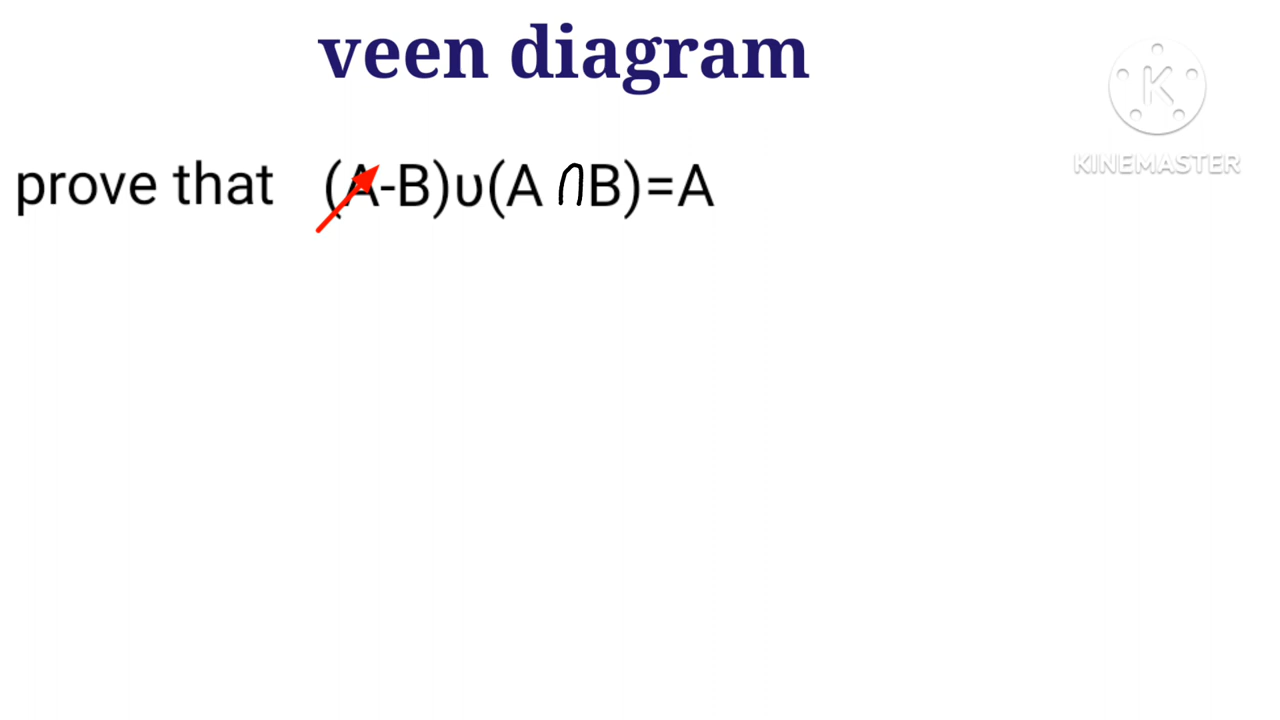 veen diagram
K
KINEMASTER
prove that (A-B)υ(A ∩B)=A